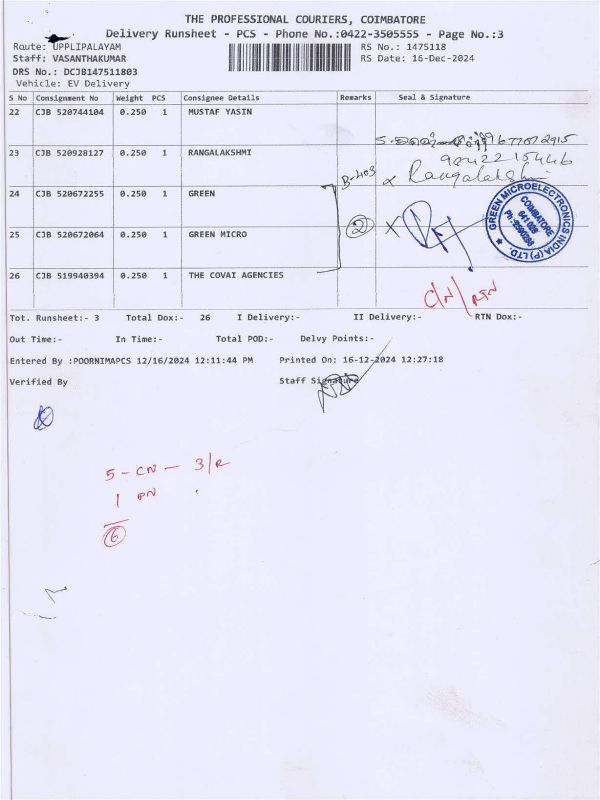 THE PROFESSIONAL COURIERS, COIMBATORE
Delivery Runsheet - PCS - Phone No.:0422-3505555 - Page No.:3
Route: UPPLIPALAYAM
RS No.: 1475118
Staff: VASANTHAKUMAR
RS Date: 16-Dec-2024
DRS No.: DCJB147511803
Vehicle: EV Delivery
S No Consignment No Weight PCS Consignee Details Remarks Seal & Signature
22 CJB 520744104 0.250 1 MUSTAF YASIN
9677072915
23 CJB 520928127 0.250 1 RANGALAKSHMI
9042215446
B-403 Rangalakshmi
24 CJB 520672255 0.250 1 GREEN
2 X
GREEN MICROELECTRONICS INDIA (P) LTD.
COIMBATORE
641 028
25 CJB 520672064 0.250 1 GREEN MICRO
26 CJB 519940394 0.250 1 THE COVAI AGENCIES
C/N/ RTN
Tot. Runsheet:- 3 Total Dox:- 26 I Delivery:- II Delivery:- RTN Dox:-
Out Time:- In Time:- Total POD:- Delvy Points:-
Entered By :POORNIMAPCS 12/16/2024 12:11:44 PM Printed On: 16-12-2024 12:27:18
Verified By Staff Signature
5 - CN - 3/R
1 PN
6